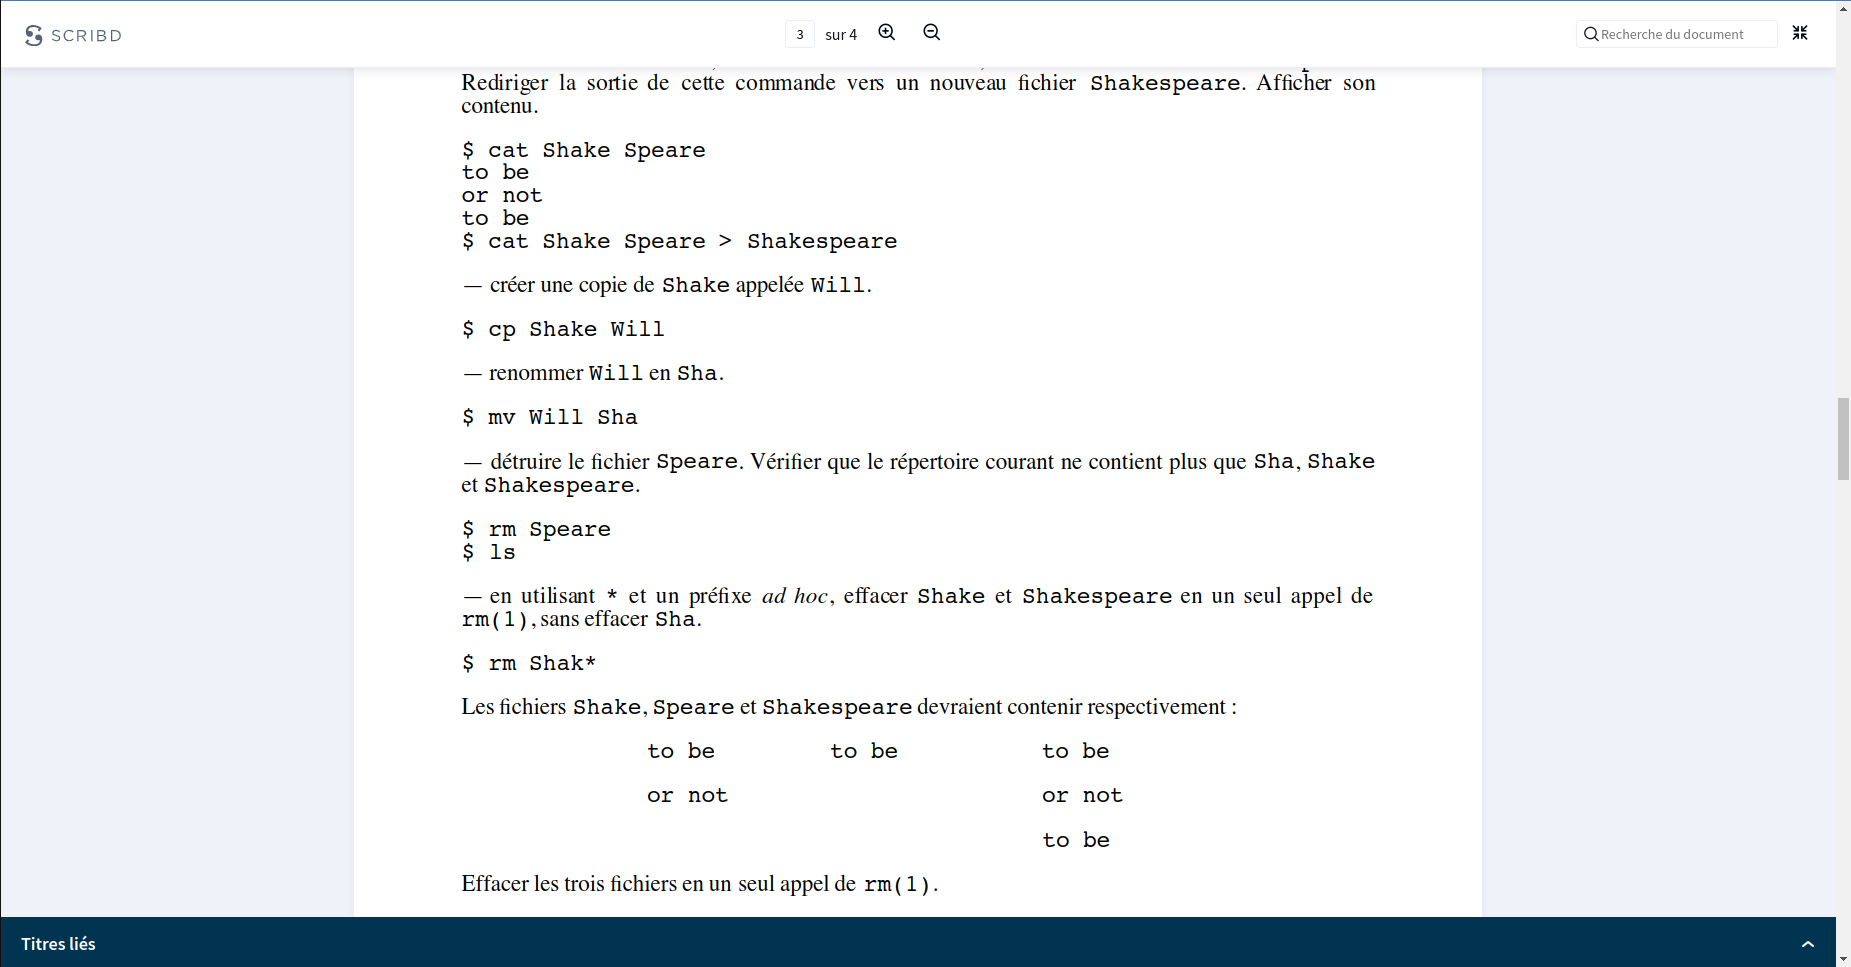 SCRIBD
3 sur 4
Recherche du document
Rediriger la sortie de cette commande vers un nouveau fichier Shakespeare. Afficher son
contenu.
$ cat Shake Speare
to be
or not
to be
$ cat Shake Speare > Shakespeare
— créer une copie de Shake appelée Will.
$ cp Shake Will
— renommer Will en Sha.
$ mv Will Sha
— détruire le fichier Speare. Vérifier que le répertoire courant ne contient plus que Sha, Shake
et Shakespeare.
$ rm Speare
$ ls
— en utilisant * et un préfixe ad hoc, effacer Shake et Shakespeare en un seul appel de
rm(1), sans effacer Sha.
$ rm Shak*
Les fichiers Shake, Speare et Shakespeare devraient contenir respectivement :
to be to be to be
or not or not
to be
Effacer les trois fichiers en un seul appel de rm(1).
Titres liés